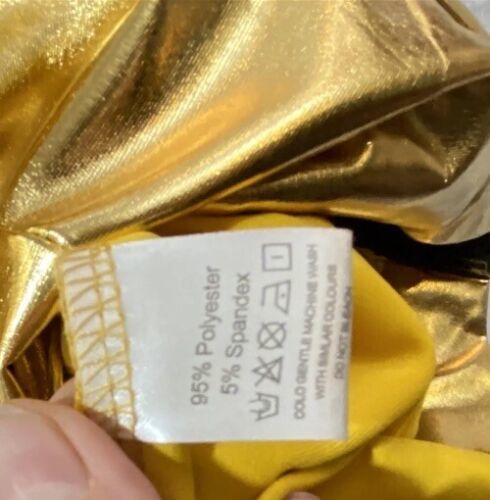 95% Polyester
5% Spandex
COLD GENTLE MACHINE WASH
WITH SIMILAR COLOURS
DO NOT BLEACH